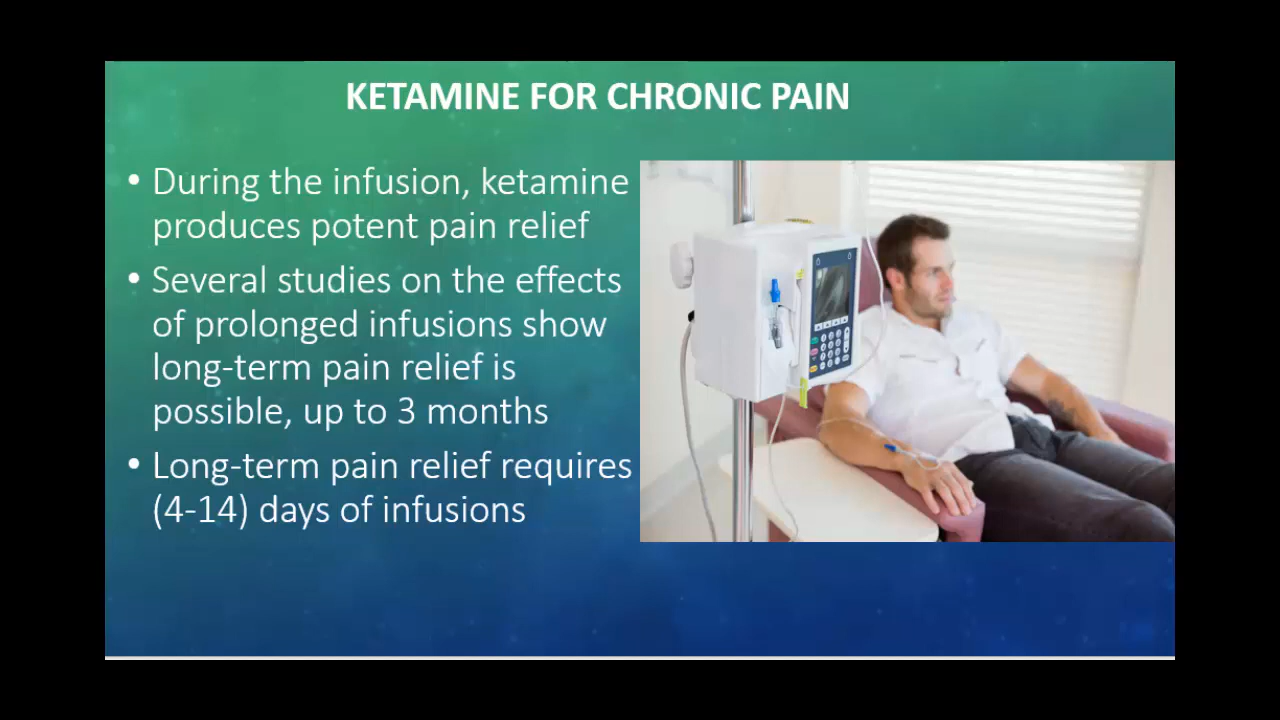 KETAMINE FOR CHRONIC PAIN
• During the infusion, ketamine
produces potent pain relief
• Several studies on the effects
of prolonged infusions show
long-term pain relief is
possible, up to 3 months
• Long-term pain relief requires
(4-14) days of infusions